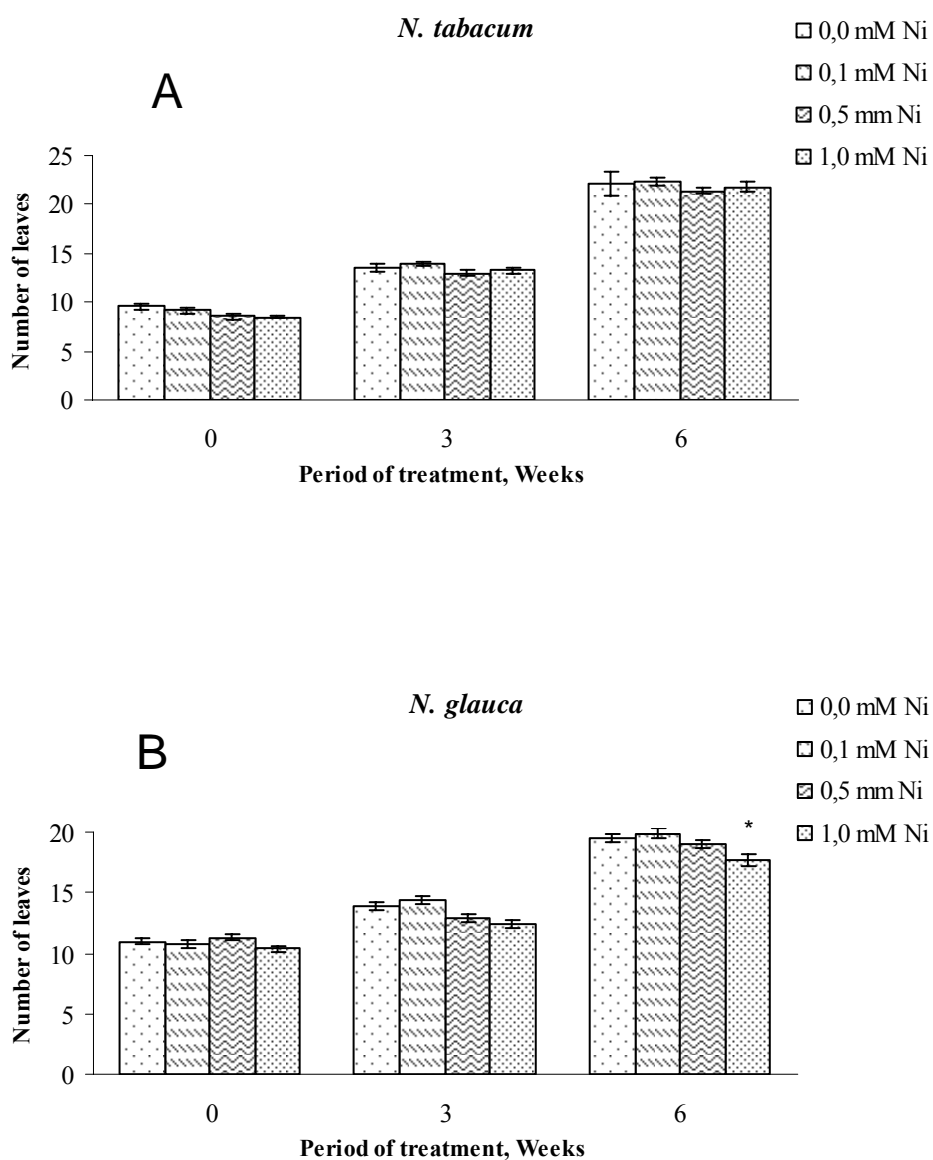 N. tabacum
A
0,0 mM Ni
0,1 mM Ni
0,5 mm Ni
1,0 mM Ni
Number of leaves
25
20
15
10
5
0
0 3 6
Period of treatment, Weeks
N. glauca
B
0,0 mM Ni
0,1 mM Ni
0,5 mm Ni
1,0 mM Ni
*
Number of leaves
20
15
10
5
0
0 3 6
Period of treatment, Weeks